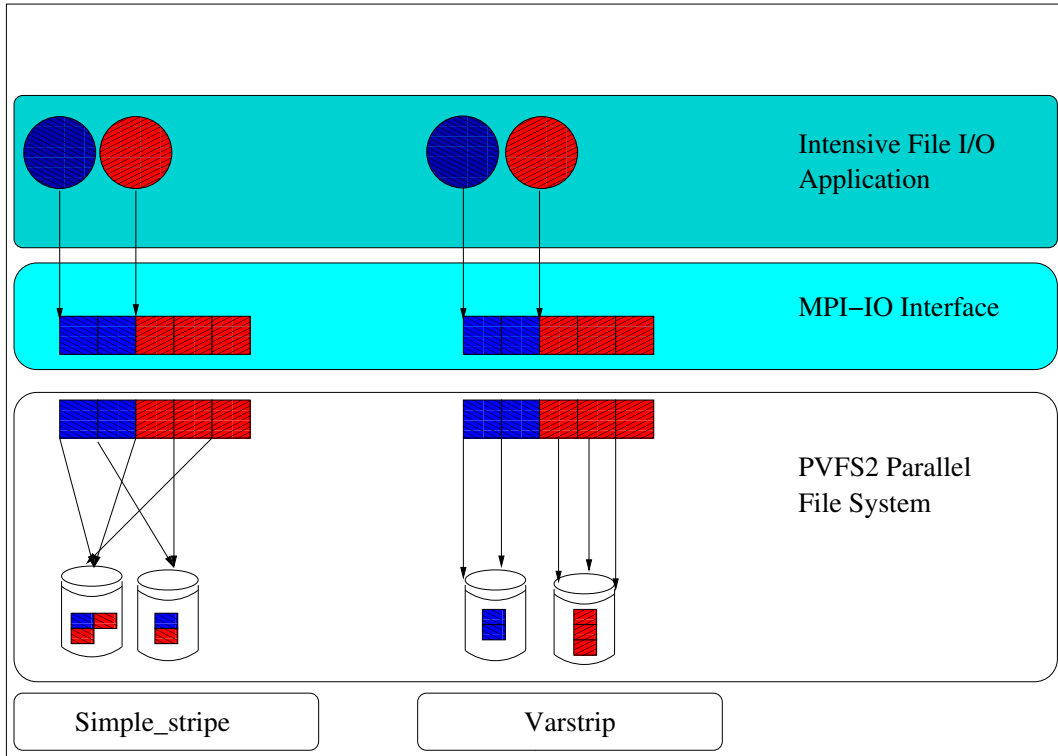 Intensive File I/O
Application
MPI−IO Interface
PVFS2 Parallel
File System
Simple_stripe
Varstrip